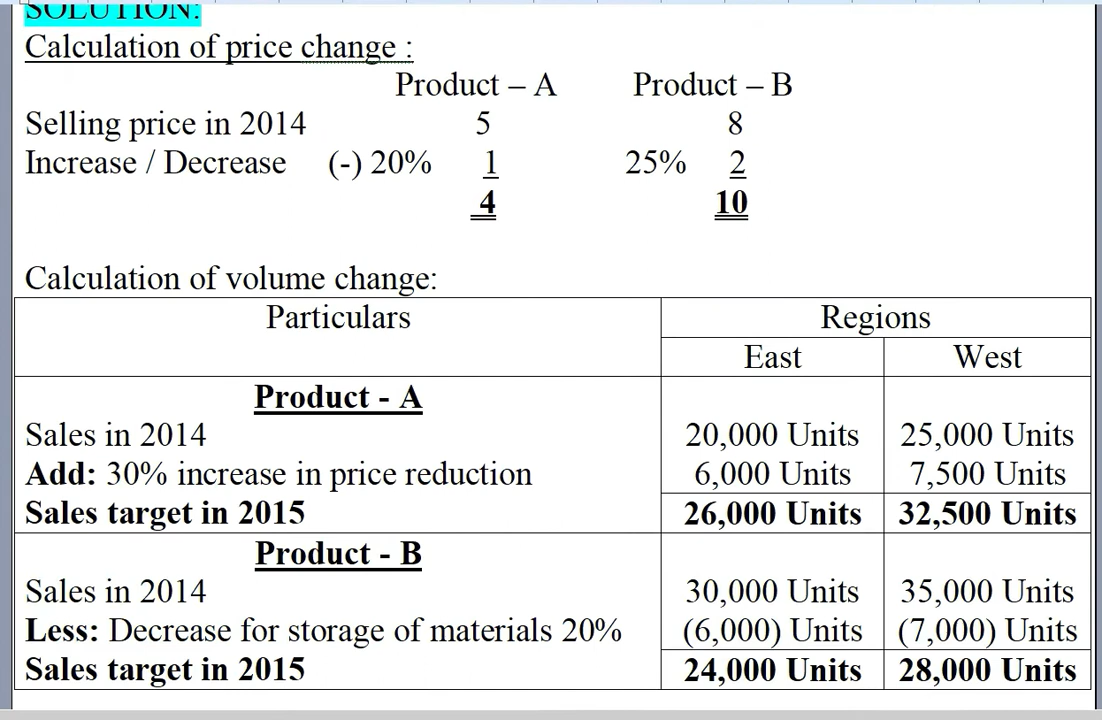 SOLUTION:
Calculation of price change :
Product – A Product – B
Selling price in 2014 5 8
Increase / Decrease (-) 20% 1 25% 2
4 10
Calculation of volume change:
Particulars Regions
East West
Product - A
Sales in 2014 20,000 Units 25,000 Units
Add: 30% increase in price reduction 6,000 Units 7,500 Units
Sales target in 2015 26,000 Units 32,500 Units
Product - B
Sales in 2014 30,000 Units 35,000 Units
Less: Decrease for storage of materials 20% (6,000) Units (7,000) Units
Sales target in 2015 24,000 Units 28,000 Units